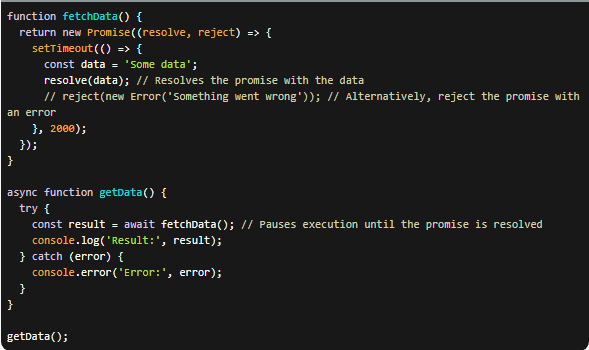 function fetchData() {
  return new Promise((resolve, reject) => {
    setTimeout(() => {
      const data = 'Some data';
      resolve(data); // Resolves the promise with the data
      // reject(new Error('Something went wrong')); // Alternatively, reject the promise with
an error
    }, 2000);
  });
}

async function getData() {
  try {
    const result = await fetchData(); // Pauses execution until the promise is resolved
    console.log('Result:', result);
  } catch (error) {
    console.error('Error:', error);
  }
}

getData();